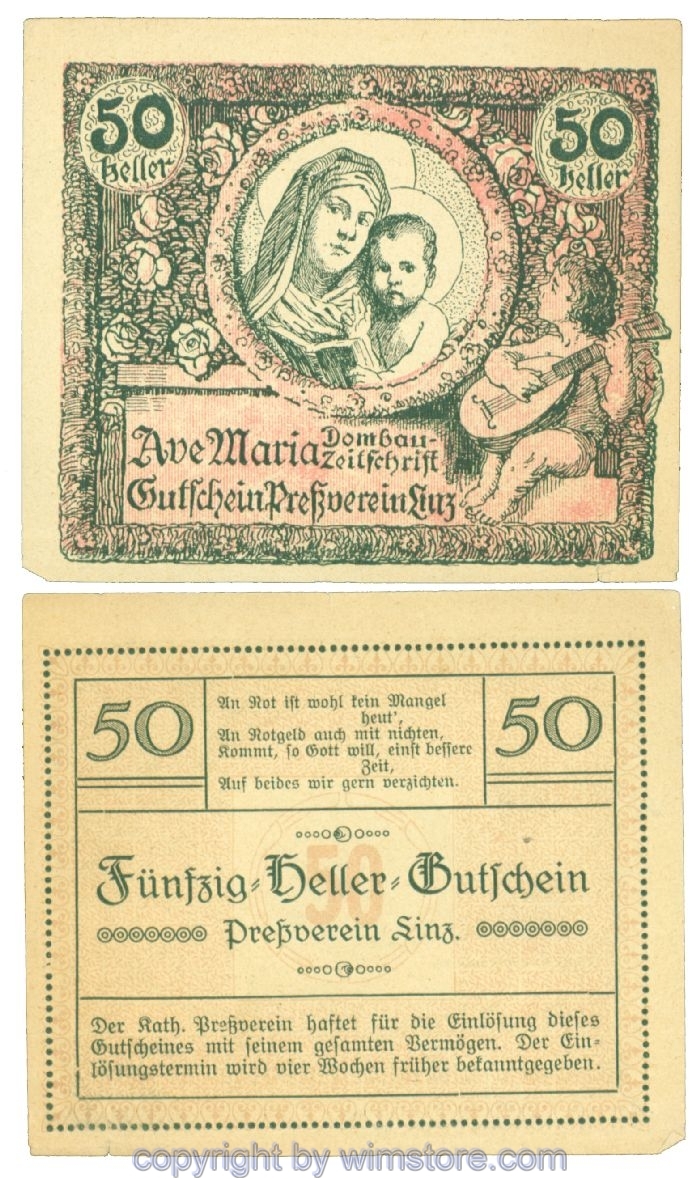 50 50
Heller Heller
Ave Maria Dombau-
Zeitschrift
Gutschein Preßverein Linz
50 An Not ist wohl kein Mangel 50
heut',
An Notgeld auch mit nichten,
Kommt, so Gott will, einst bessere
Zeit,
Auf beides wir gern verzichten.
50
Fünfzig-Heller-Gutschein
Preßverein Linz.
Der Kath. Preßverein haftet für die Einlösung dieses
Gutscheines mit seinem gesamten Vermögen. Der Ein-
lösungstermin wird vier Wochen früher bekanntgegeben.
copyright by wimstore.com